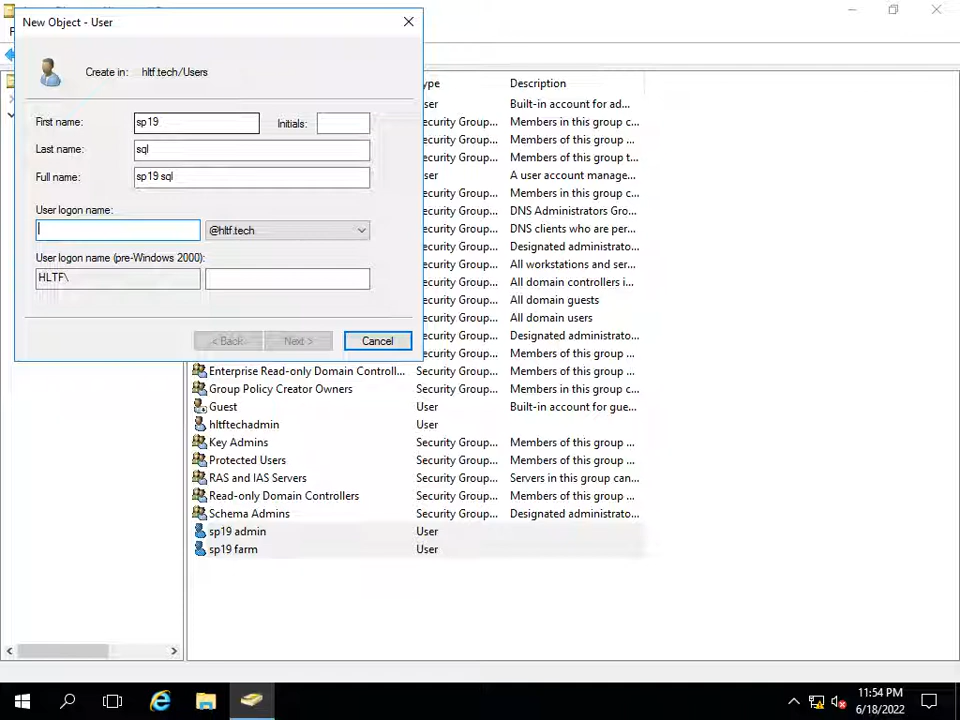 New Object - User
Create in: hltf.tech/Users
First name: sp19 Initials:
Last name: sql
Full name: sp19 sql
User logon name:
@hltf.tech
User logon name (pre-Windows 2000):
HLTF\
< Back Next > Cancel
Description
Built-in account for ad...
ecurity Group... Members in this group c...
ecurity Group... Members of this group ...
ecurity Group... Members of this group t...
A user account manage...
ecurity Group... Members in this group c...
ecurity Group... DNS Administrators Gro...
ecurity Group... DNS clients who are per...
ecurity Group... Designated administrato...
ecurity Group... All workstations and ser...
ecurity Group... All domain controllers i...
ecurity Group... All domain guests
ecurity Group... All domain users
ecurity Group... Designated administrato...
ecurity Group... Members of this group ...
Enterprise Read-only Domain Controll... Security Group... Members of this group ...
Group Policy Creator Owners Security Group... Members in this group c...
Guest User Built-in account for gue...
hltftechadmin User
Key Admins Security Group... Members of this group ...
Protected Users Security Group... Members of this group ...
RAS and IAS Servers Security Group... Servers in this group can...
Read-only Domain Controllers Security Group... Members of this group ...
Schema Admins Security Group... Designated administrato...
sp19 admin User
sp19 farm User
11:54 PM
6/18/2022